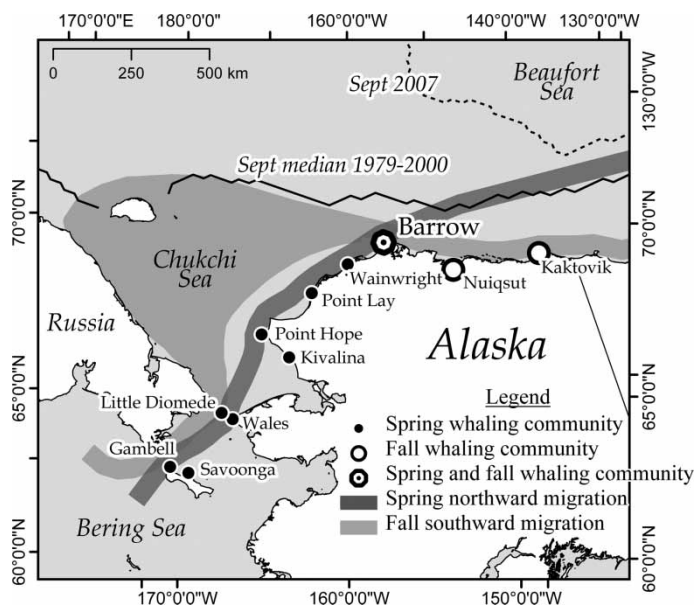 170°0'0"E 180°0'0" 160°0'0"W 140°0'0"W 130°0'0"W
0 250 500 km
Sept 2007
Beaufort
Sea
130°0'0"W
Sept median 1979-2000
70°0'0"N
70°0'0"N
Barrow
Chukchi
Sea
Wainwright
Nuiqsut
Kaktovik
Point Lay
Russia
Point Hope
Alaska
Kivalina
65°0'0"N
65°0'0"N
Little Diomede
Wales
Gambell
Savoonga
Bering Sea
Legend
Spring whaling community
Fall whaling community
Spring and fall whaling community
Spring northward migration
Fall southward migration
60°0'0"N
60°0'0"N
170°0'0"W 160°0'0"W 150°0'0"W